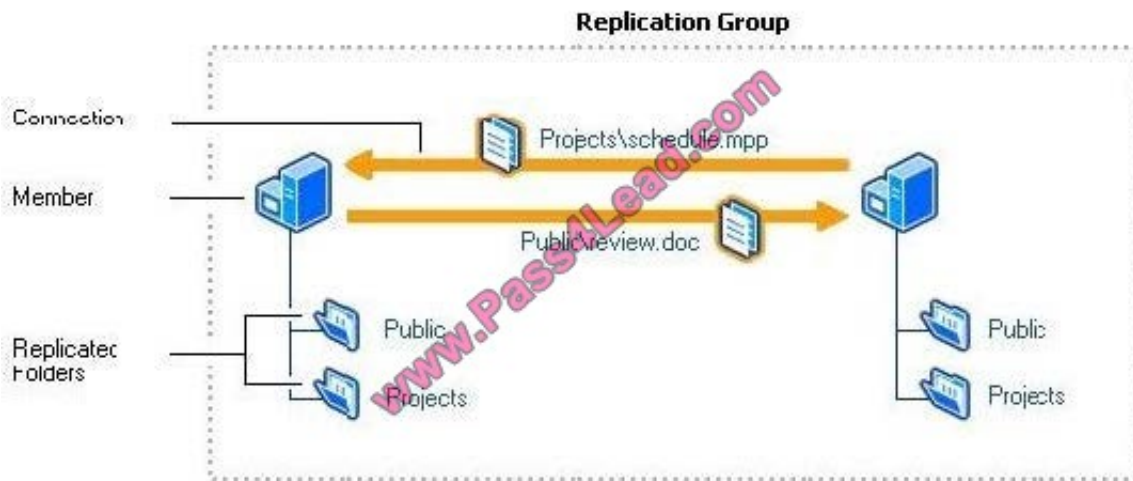 Replication Group
Connection
Projects\schedule.mpp
Member
Public\review.doc
Replicated
Folders
Public
Projects
Public
Projects
www.Pass4Lead.com